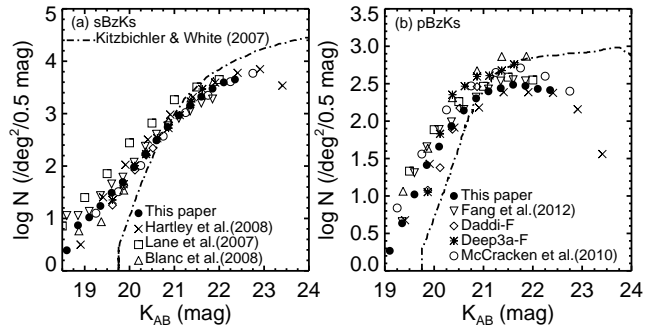 (a) sBzKs
Kitzbichler & White (2007)
This paper
Hartley et al.(2008)
Lane et al.(2007)
Blanc et al.(2008)
log N (/deg²/0.5 mag)
0
1
2
3
4
5
19 20 21 22 23 24
K_AB (mag)
(b) pBzKs
This paper
Fang et al.(2012)
Daddi-F
Deep3a-F
McCracken et al.(2010)
log N (/deg²/0.5 mag)
0.0
0.5
1.0
1.5
2.0
2.5
3.0
3.5
19 20 21 22 23 24
K_AB (mag)